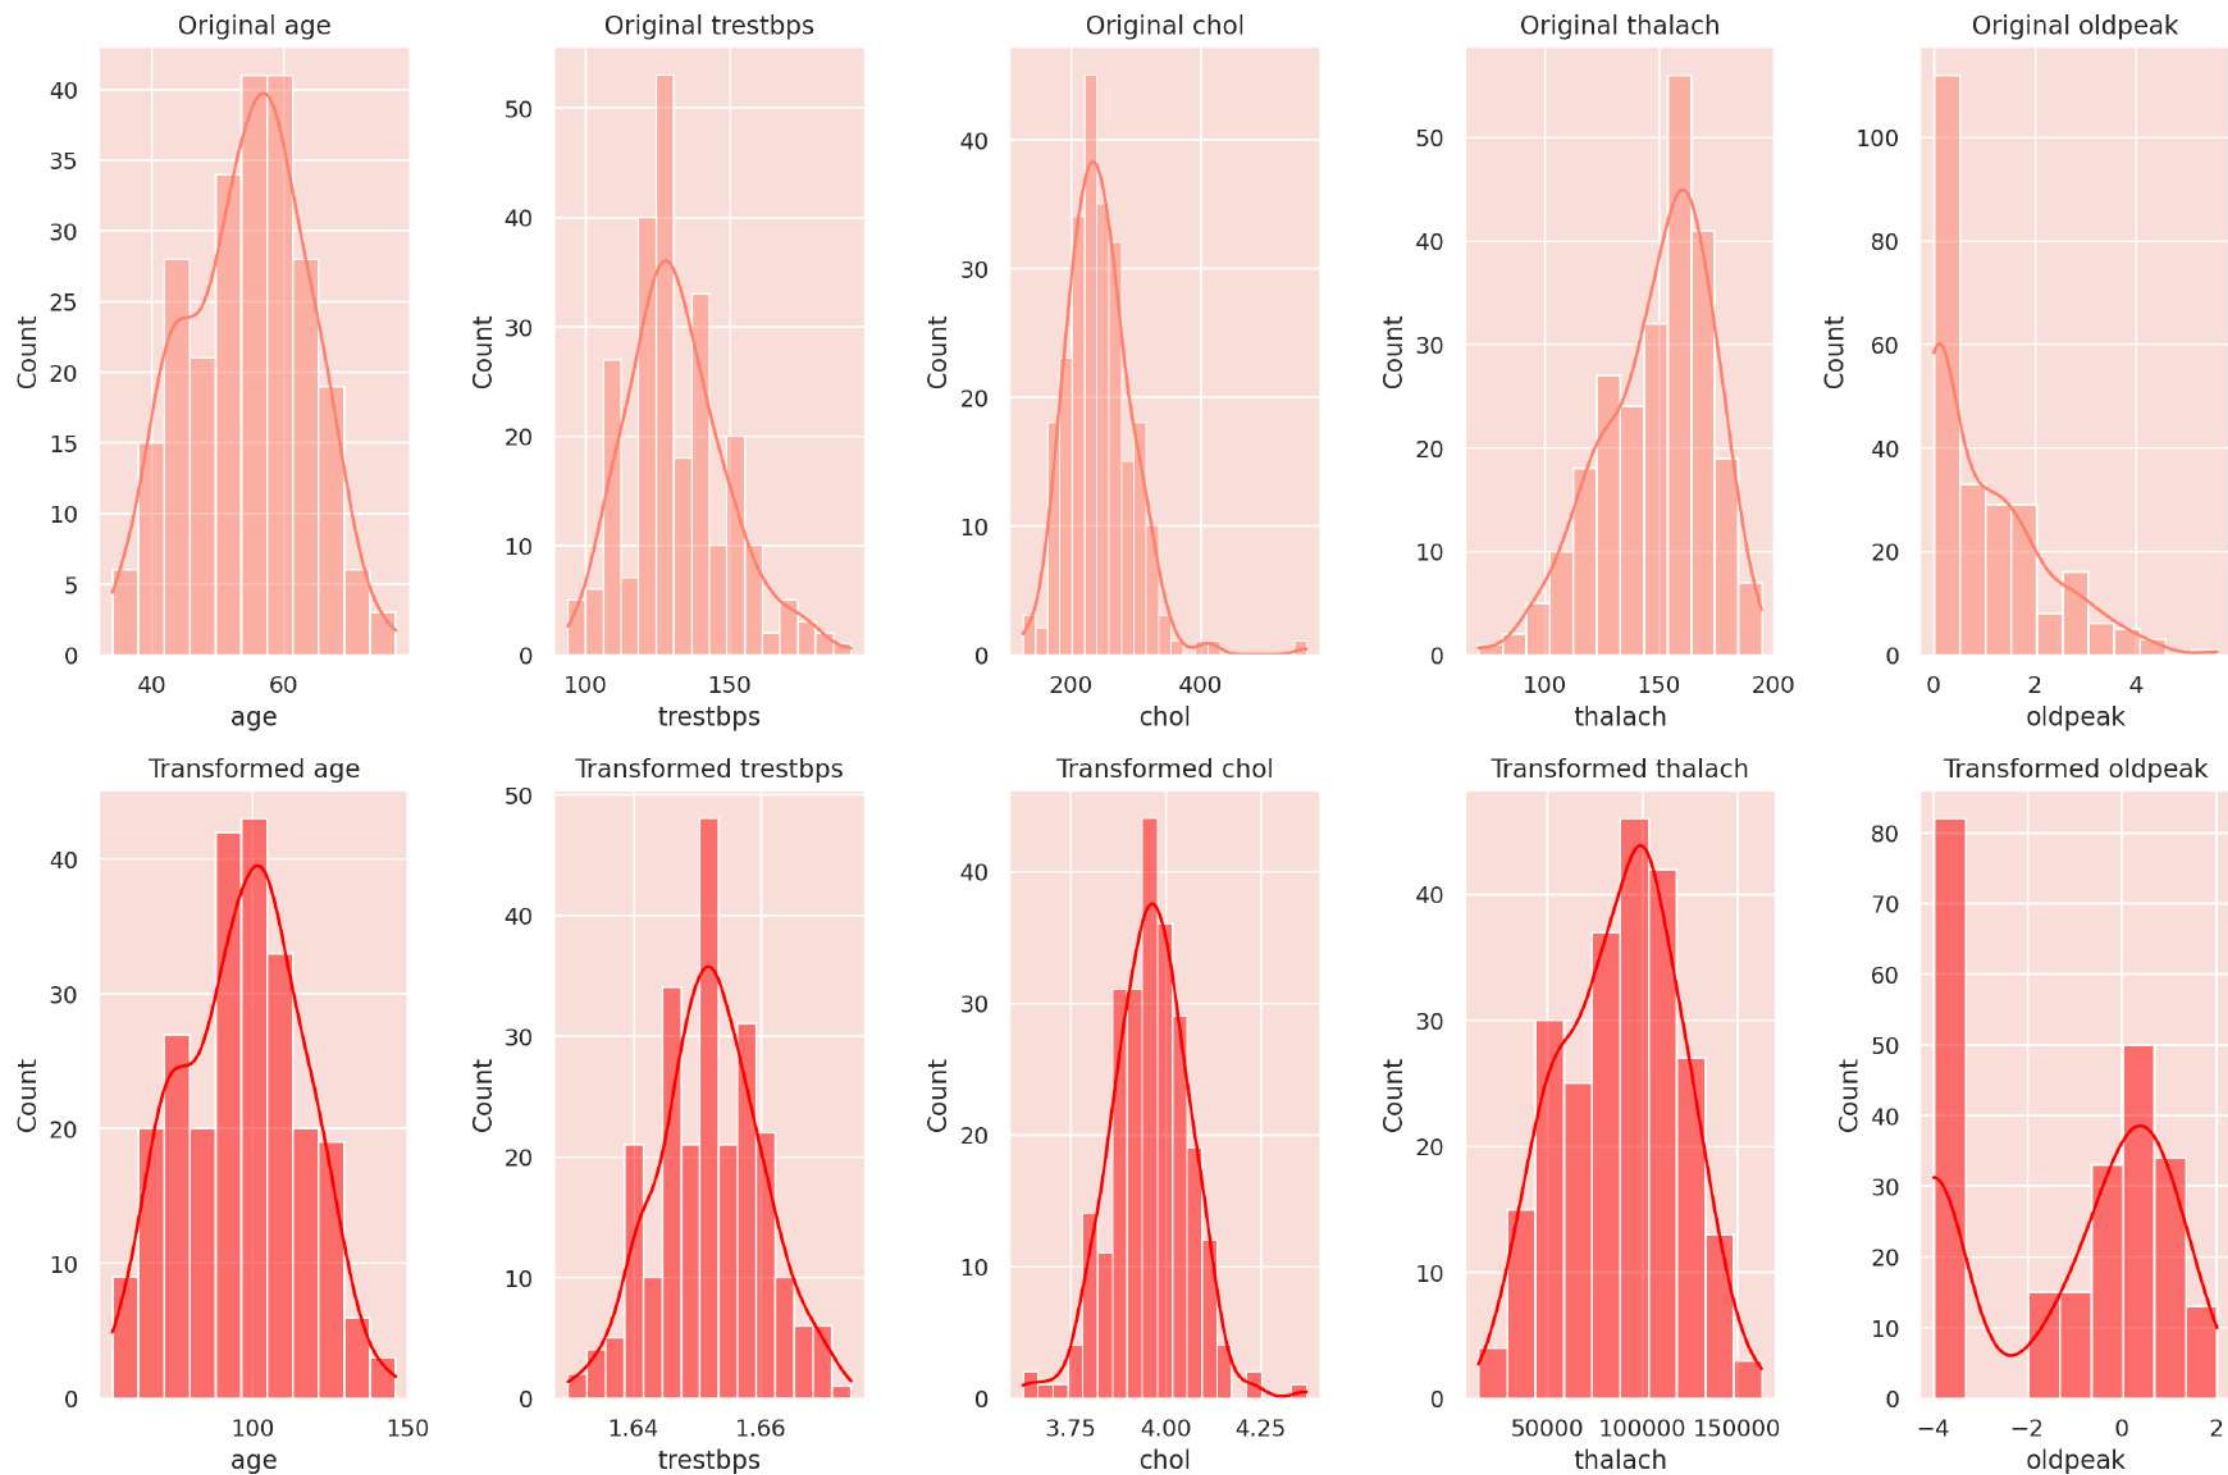 Original age
40
35
30
25
20
15
10
5
0
Count
40 60
age
Original trestbps
50
40
30
20
10
0
Count
100 150
trestbps
Original chol
40
30
20
10
0
Count
200 400
chol
Original thalach
50
40
30
20
10
0
Count
100 150 200
thalach
Original oldpeak
100
80
60
40
20
0
Count
0 2 4
oldpeak
Transformed age
40
30
20
10
0
Count
100 150
age
Transformed trestbps
50
40
30
20
10
0
Count
1.64 1.66
trestbps
Transformed chol
40
30
20
10
0
Count
3.75 4.00 4.25
chol
Transformed thalach
40
30
20
10
0
Count
50000 100000 150000
thalach
Transformed oldpeak
80
70
60
50
40
30
20
10
0
Count
−4 −2 0 2
oldpeak